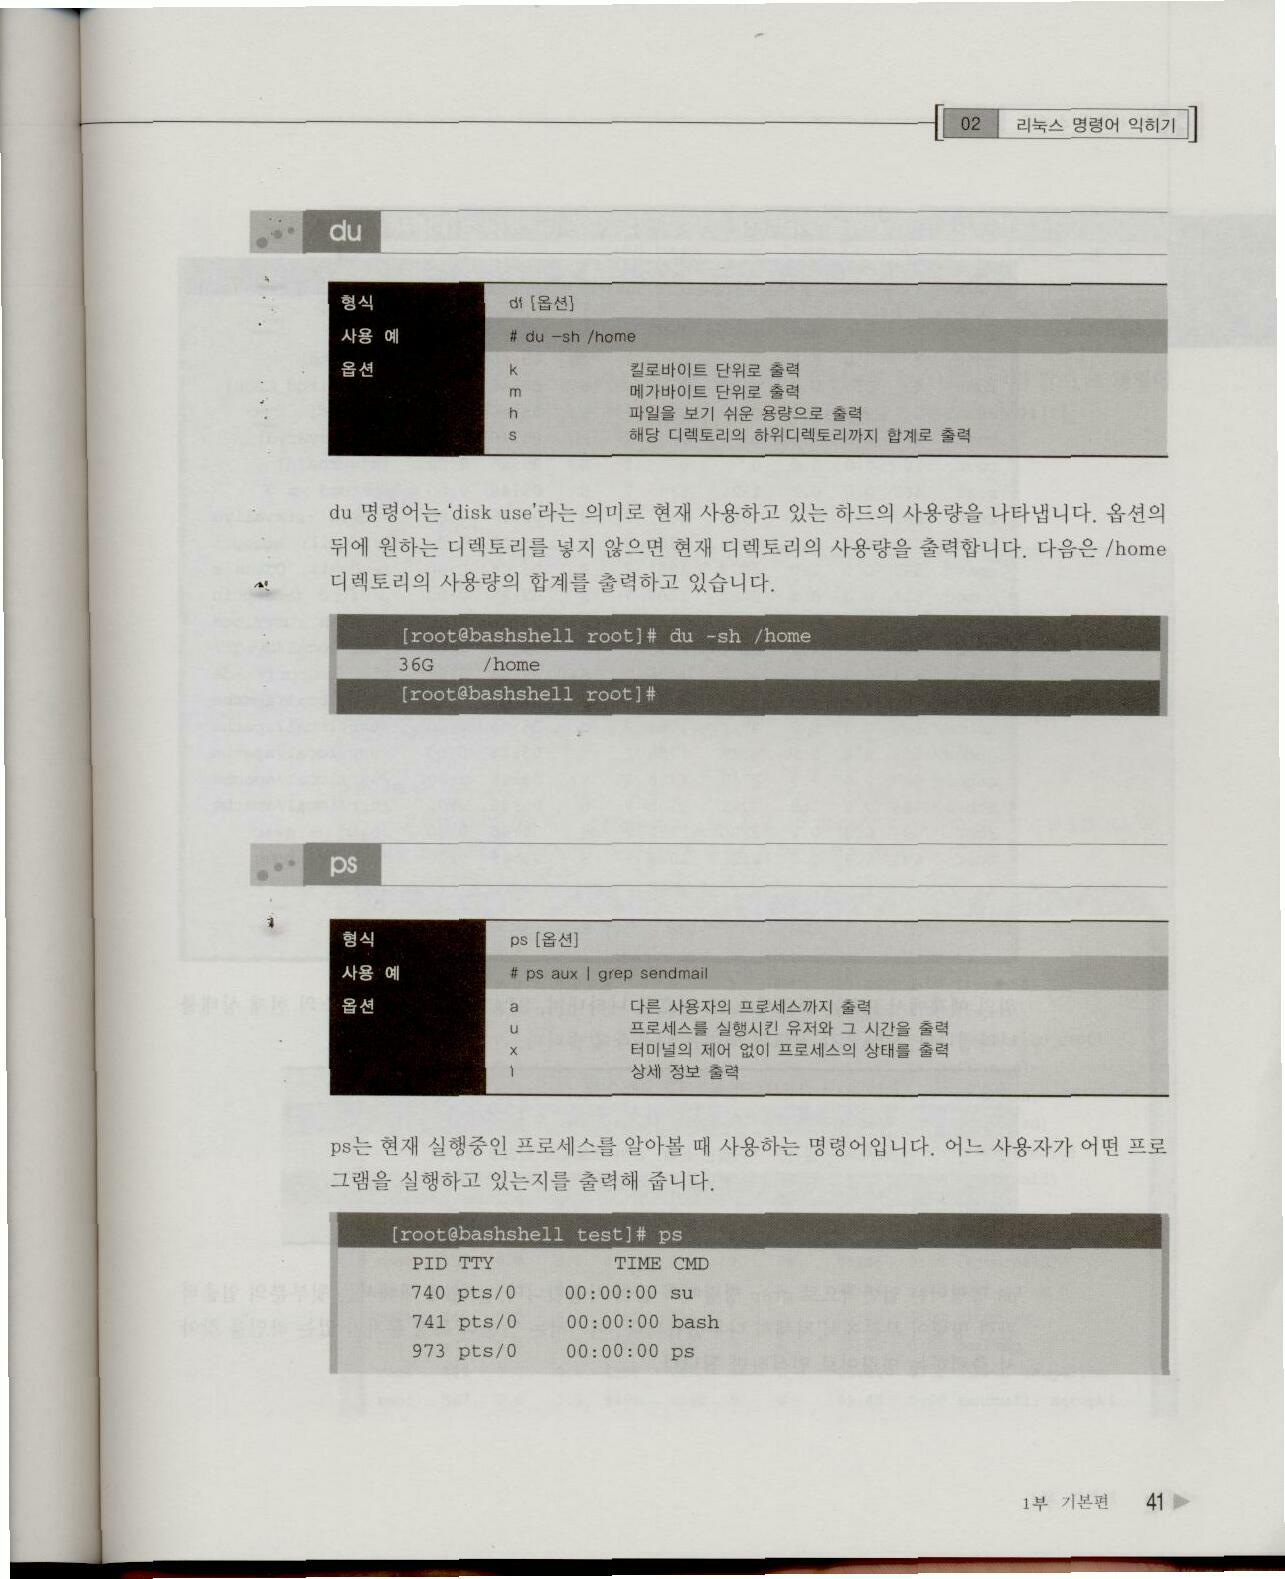 02 리눅스 명령어 익히기
du
형식 df [옵션]
사용 예 # du -sh /home
옵션 k 킬로바이트 단위로 출력
m 메가바이트 단위로 출력
h 파일을 보기 쉬운 용량으로 출력
s 해당 디렉토리의 하위디렉토리까지 합계로 출력
du 명령어는 'disk use'라는 의미로 현재 사용하고 있는 하드의 사용량을 나타냅니다. 옵션의
뒤에 원하는 디렉토리를 넣지 않으면 현재 디렉토리의 사용량을 출력합니다. 다음은 /home
디렉토리의 사용량의 합계를 출력하고 있습니다.
[root@bashshell root]# du -sh /home
36G /home
[root@bashshell root]#
ps
형식 ps [옵션]
사용 예 # ps aux | grep sendmail
옵션 a 다른 사용자의 프로세스까지 출력
u 프로세스를 실행시킨 유저와 그 시간을 출력
x 터미널의 제어 없이 프로세스의 상태를 출력
l 상세 정보 출력
ps는 현재 실행중인 프로세스를 알아볼 때 사용하는 명령어입니다. 어느 사용자가 어떤 프로
그램을 실행하고 있는지를 출력해 줍니다.
[root@bashshell test]# ps
PID TTY TIME CMD
740 pts/0 00:00:00 su
741 pts/0 00:00:00 bash
973 pts/0 00:00:00 ps
1부 기본편 41